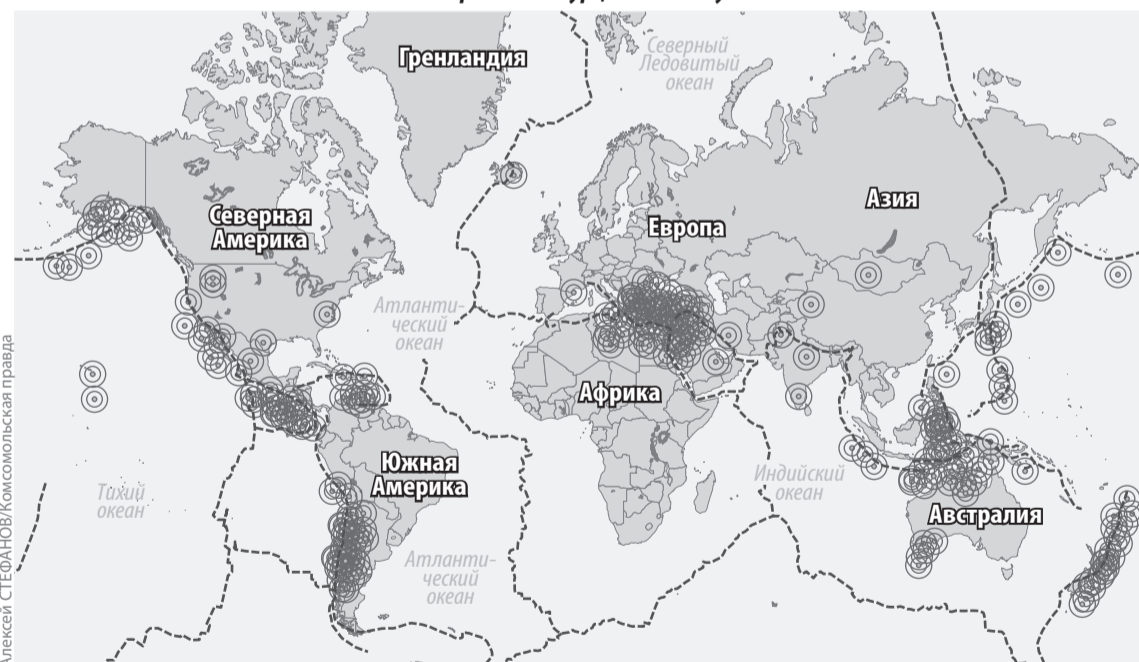 Гренландия
Северный
Ледовитый
океан
Северная
Америка
Европа
Азия
Атланти-
ческий
океан
Африка
Тихий
океан
Южная
Америка
Индийский
океан
Австралия
Атланти-
ческий
океан
Алексей СТЕФАНОВ/Комсомольская правда